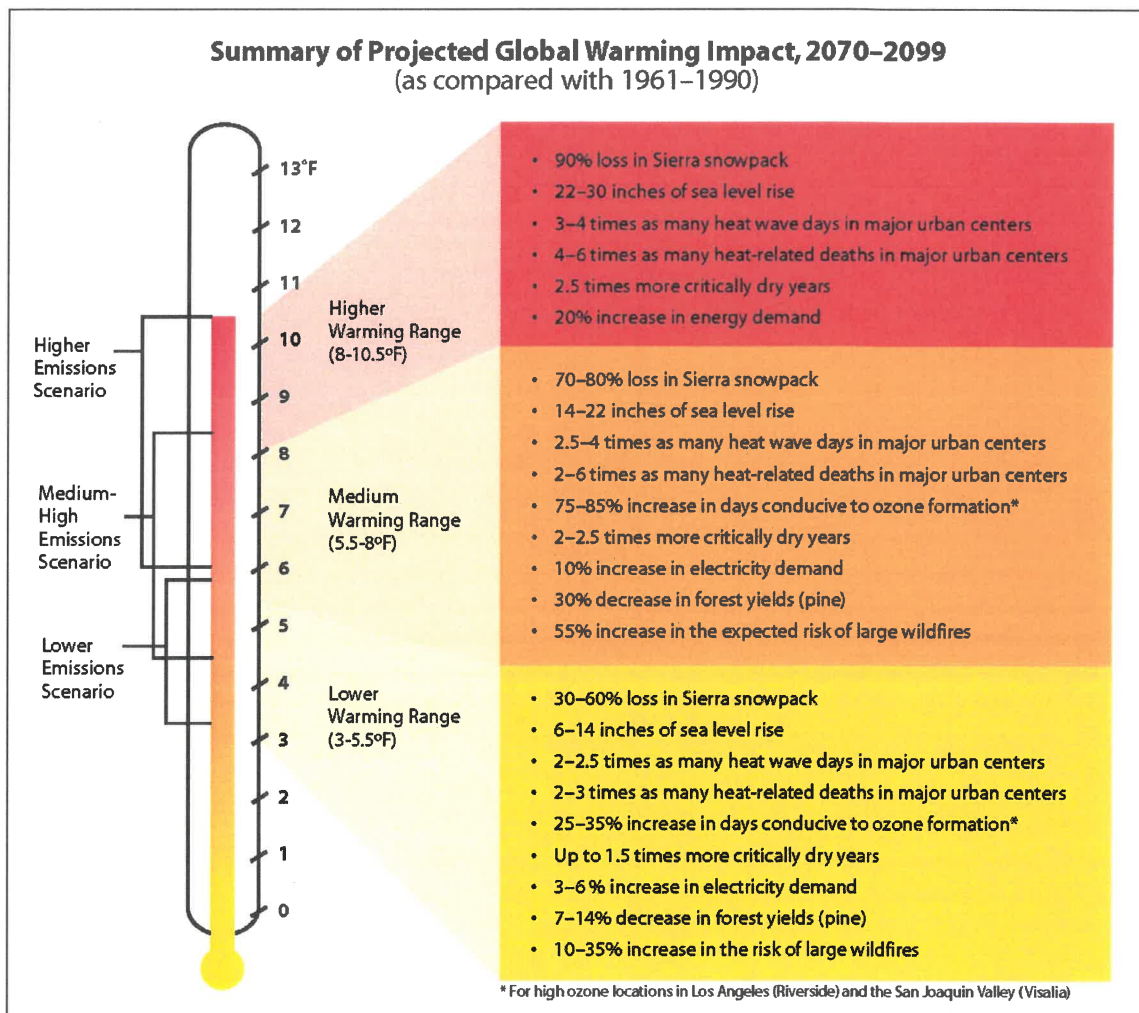 Summary of Projected Global Warming Impact, 2070–2099
(as compared with 1961–1990)
13°F
12
11
10
9
8
7
6
5
4
3
2
1
0
Higher
Emissions
Scenario
Medium-
High
Emissions
Scenario
Lower
Emissions
Scenario
Higher
Warming Range
(8-10.5ºF)
Medium
Warming Range
(5.5-8ºF)
Lower
Warming Range
(3-5.5ºF)
• 90% loss in Sierra snowpack
• 22–30 inches of sea level rise
• 3–4 times as many heat wave days in major urban centers
• 4–6 times as many heat-related deaths in major urban centers
• 2.5 times more critically dry years
• 20% increase in energy demand
• 70–80% loss in Sierra snowpack
• 14–22 inches of sea level rise
• 2.5–4 times as many heat wave days in major urban centers
• 2–6 times as many heat-related deaths in major urban centers
• 75–85% increase in days conducive to ozone formation*
• 2–2.5 times more critically dry years
• 10% increase in electricity demand
• 30% decrease in forest yields (pine)
• 55% increase in the expected risk of large wildfires
• 30–60% loss in Sierra snowpack
• 6–14 inches of sea level rise
• 2–2.5 times as many heat wave days in major urban centers
• 2–3 times as many heat-related deaths in major urban centers
• 25–35% increase in days conducive to ozone formation*
• Up to 1.5 times more critically dry years
• 3–6 % increase in electricity demand
• 7–14% decrease in forest yields (pine)
• 10–35% increase in the risk of large wildfires
* For high ozone locations in Los Angeles (Riverside) and the San Joaquin Valley (Visalia)